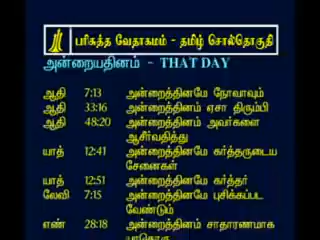 பரிசுத்த வேதாகமம் - தமிழ் சொல்தொகுதி
அன்றையதினம் - THAT DAY
ஆதி 7:13 அன்றைத்தினமே நோவாவும்
ஆதி 33:16 அன்றைத்தினம் ஏசா திரும்பி
ஆதி 48:20 அன்றைத்தினம் அவர்களை
ஆசீர்வதித்து
யாத் 12:41 அன்றைத்தினமே கர்த்தருடைய
சேனைகள்
யாத் 12:51 அன்றைத்தினமே கர்த்தர்
லேவி 7:15 அன்றைத்தினமே புசிக்கப்பட
வேண்டும்
எண் 28:18 அன்றைத்தினம் சாதாரணமாக